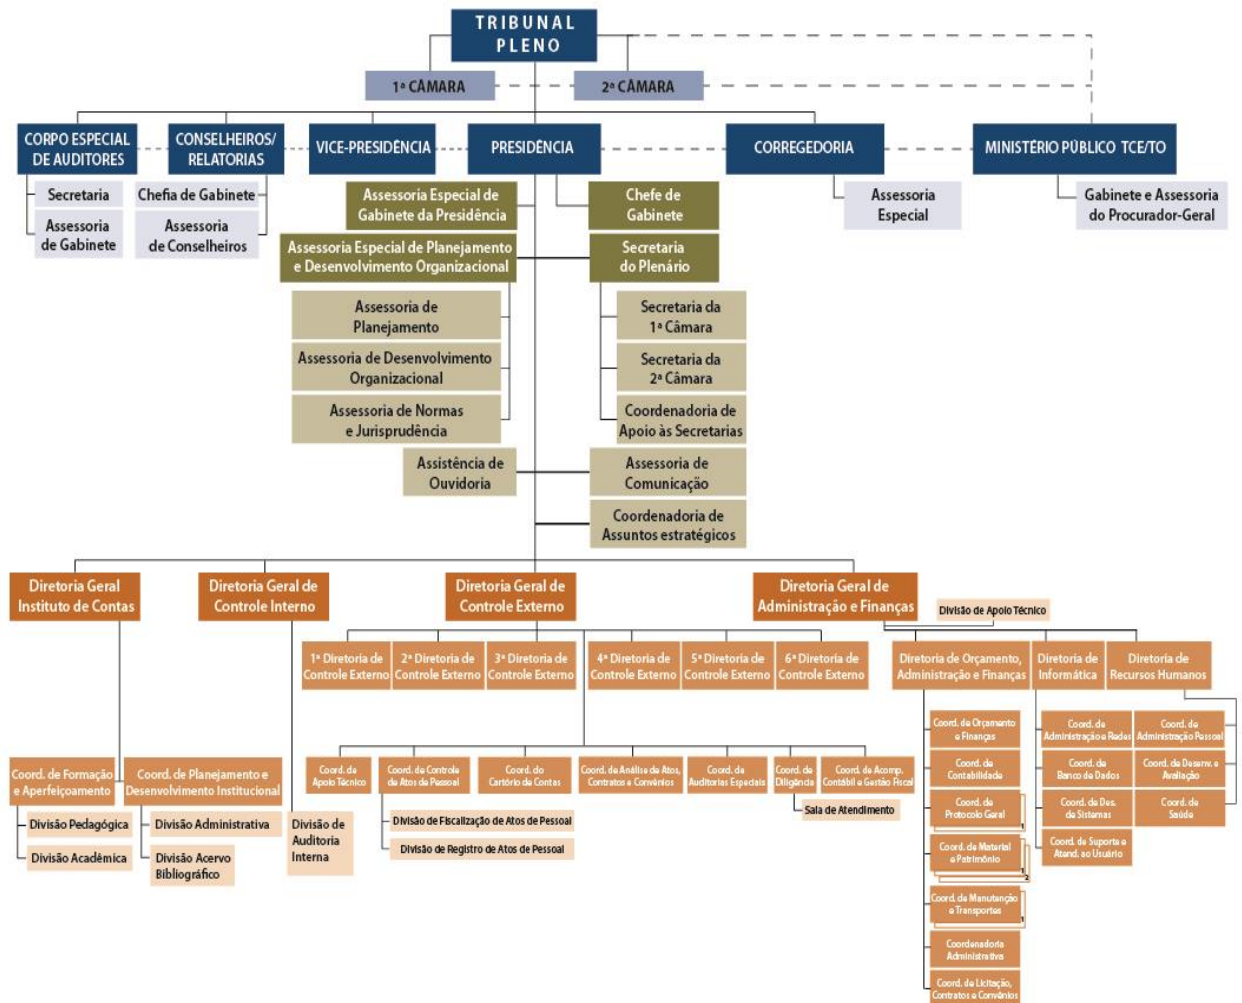 TRIBUNAL
PLENO
1ª CÂMARA
2ª CÂMARA
CORPO ESPECIAL
DE AUDITORES
CONSELHEIROS/
RELATORIAS
VICE-PRESIDÊNCIA
PRESIDÊNCIA
CORREGEDORIA
MINISTÉRIO PÚBLICO TCE/TO
Secretaria
Assessoria
de Gabinete
Chefia de Gabinete
Assessoria
de Conselheiros
Assessoria Especial de
Gabinete da Presidência
Chefe de
Gabinete
Assessoria
Especial
Gabinete e Assessoria
do Procurador-Geral
Assessoria Especial de Planejamento
e Desenvolvimento Organizacional
Secretaria
do Plenário
Assessoria de
Planejamento
Secretaria da
1ª Câmara
Assessoria de Desenvolvimento
Organizacional
Secretaria da
2ª Câmara
Assessoria de Normas
e Jurisprudência
Coordenadoria de
Apoio às Secretarias
Assistência de
Ouvidoria
Assessoria de
Comunicação
Coordenadoria de
Assuntos estratégicos
Diretoria Geral
Instituto de Contas
Diretoria Geral de
Controle Interno
Diretoria Geral de
Controle Externo
Diretoria Geral de
Administração e Finanças
Divisão de Apoio Técnico
1ª Diretoria de
Controle Externo
2ª Diretoria de
Controle Externo
3ª Diretoria de
Controle Externo
4ª Diretoria de
Controle Externo
5ª Diretoria de
Controle Externo
6ª Diretoria de
Controle Externo
Diretoria de Orçamento,
Administração e Finanças
Diretoria de
Informática
Diretoria de
Recursos Humanos
Coord. de Formação
e Aperfeiçoamento
Divisão Pedagógica
Divisão Acadêmica
Coord. de Planejamento e
Desenvolvimento Institucional
Divisão Administrativa
Divisão Acervo
Bibliográfico
Divisão de
Auditoria
Interna
Coord. de
Apoio Técnico
Coord. de Controle
de Atos de Pessoal
Coord. do
Cartório de Contas
Coord. de Análise de Atos,
Contratos e Convênios
Coord. de
Auditorias Especiais
Coord. de
Diligência
Coord. de Acomp.
Contábil e Gestão Fiscal
Divisão de Fiscalização de Atos de Pessoal
Divisão de Registro de Atos de Pessoal
Sala de Atendimento
Coord. de Orçamento
e Finanças
Coord. de
Contabilidade
Coord. de
Protocolo Geral
1
Coord. de Material
e Patrimônio
1
2
Coord. de Manutenção
e Transportes
1
Coordenadoria
Administrativa
Coord. de Licitação,
Contratos e Convênios
Coord. de
Administração e Redes
Coord. de
Banco de Dados
Coord. de Des.
de Sistemas
Coord. de Suporte e
Atend. ao Usuário
Coord. de
Administração Pessoal
Coord. de Desenv. e
Avaliação
Coord. de
Saúde